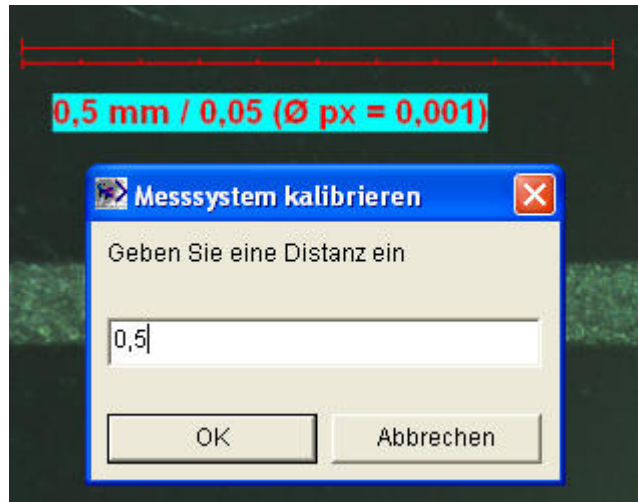 0,5 mm / 0,05 (Ø px = 0,001)
Messsystem kalibrieren
Geben Sie eine Distanz ein
0,5
OK
Abbrechen